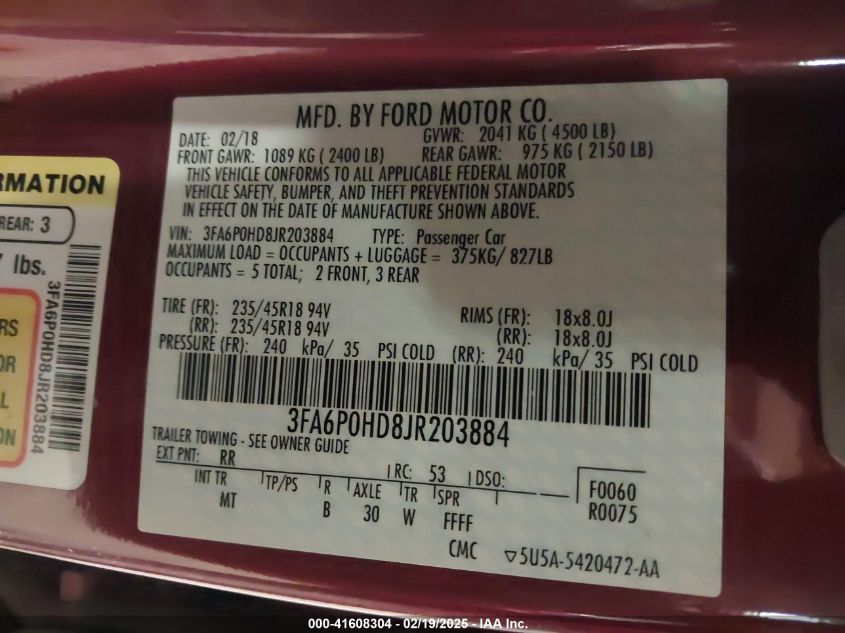 MFD. BY FORD MOTOR CO.
DATE: 02/18 GVWR: 2041 KG ( 4500 LB)
FRONT GAWR: 1089 KG ( 2400 LB) REAR GAWR: 975 KG ( 2150 LB)
THIS VEHICLE CONFORMS TO ALL APPLICABLE FEDERAL MOTOR
VEHICLE SAFETY, BUMPER, AND THEFT PREVENTION STANDARDS
IN EFFECT ON THE DATE OF MANUFACTURE SHOWN ABOVE.
VIN: 3FA6P0HD8JR203884 TYPE: Passenger Car
MAXIMUM LOAD = OCCUPANTS + LUGGAGE = 375KG/ 827LB
OCCUPANTS = 5 TOTAL; 2 FRONT, 3 REAR
TIRE (FR): 235/45R18 94V RIMS (FR): 18x8.0J
(RR): 235/45R18 94V (RR): 18x8.0J
PRESSURE (FR): 240 kPa/ 35 PSI COLD (RR): 240 kPa/ 35 PSI COLD
3FA6P0HD8JR203884
TRAILER TOWING - SEE OWNER GUIDE
EXT PNT: RR RC: 53 DSO: F0060
R0075
INT TR TP/PS R AXLE TR SPR
MT B 30 W FFFF
CMC ▽5U5A-5420472-AA
RMATION
REAR: 3
7 lbs.
3FA6P0HD8JR203884
RS
OR
AL
ON
000-41608304 - 02/19/2025 - IAA Inc.